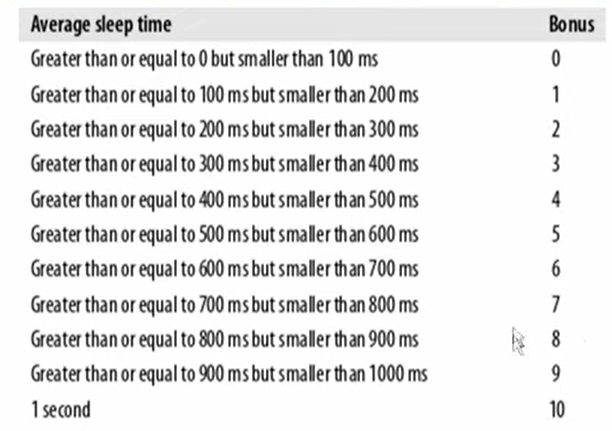 Average sleep time Bonus
Greater than or equal to 0 but smaller than 100 ms 0
Greater than or equal to 100 ms but smaller than 200 ms 1
Greater than or equal to 200 ms but smaller than 300 ms 2
Greater than or equal to 300 ms but smaller than 400 ms 3
Greater than or equal to 400 ms but smaller than 500 ms 4
Greater than or equal to 500 ms but smaller than 600 ms 5
Greater than or equal to 600 ms but smaller than 700 ms 6
Greater than or equal to 700 ms but smaller than 800 ms 7
Greater than or equal to 800 ms but smaller than 900 ms 8
Greater than or equal to 900 ms but smaller than 1000 ms 9
1 second 10